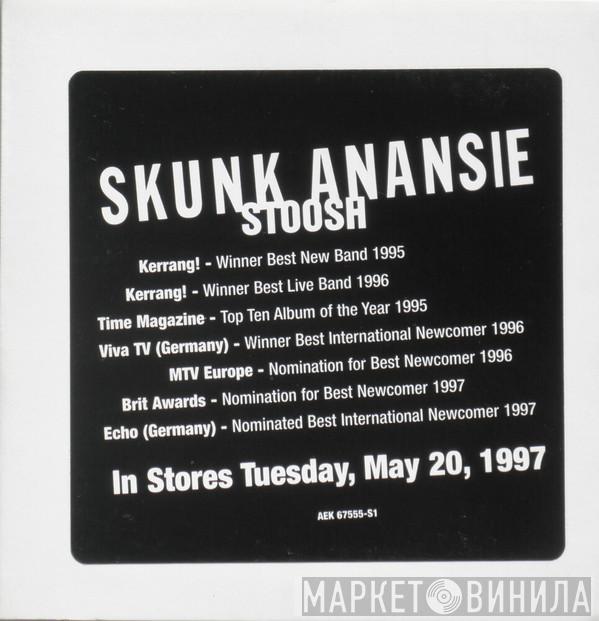 SKUNK ANANSIE
STOOSH
Kerrang! - Winner Best New Band 1995
Kerrang! - Winner Best Live Band 1996
Time Magazine - Top Ten Album of the Year 1995
Viva TV (Germany) - Winner Best International Newcomer 1996
MTV Europe - Nomination for Best Newcomer 1996
Brit Awards - Nomination for Best Newcomer 1997
Echo (Germany) - Nominated Best International Newcomer 1997
In Stores Tuesday, May 20, 1997
AEK 67555-S1
МАРКЕТ ВИНИЛА